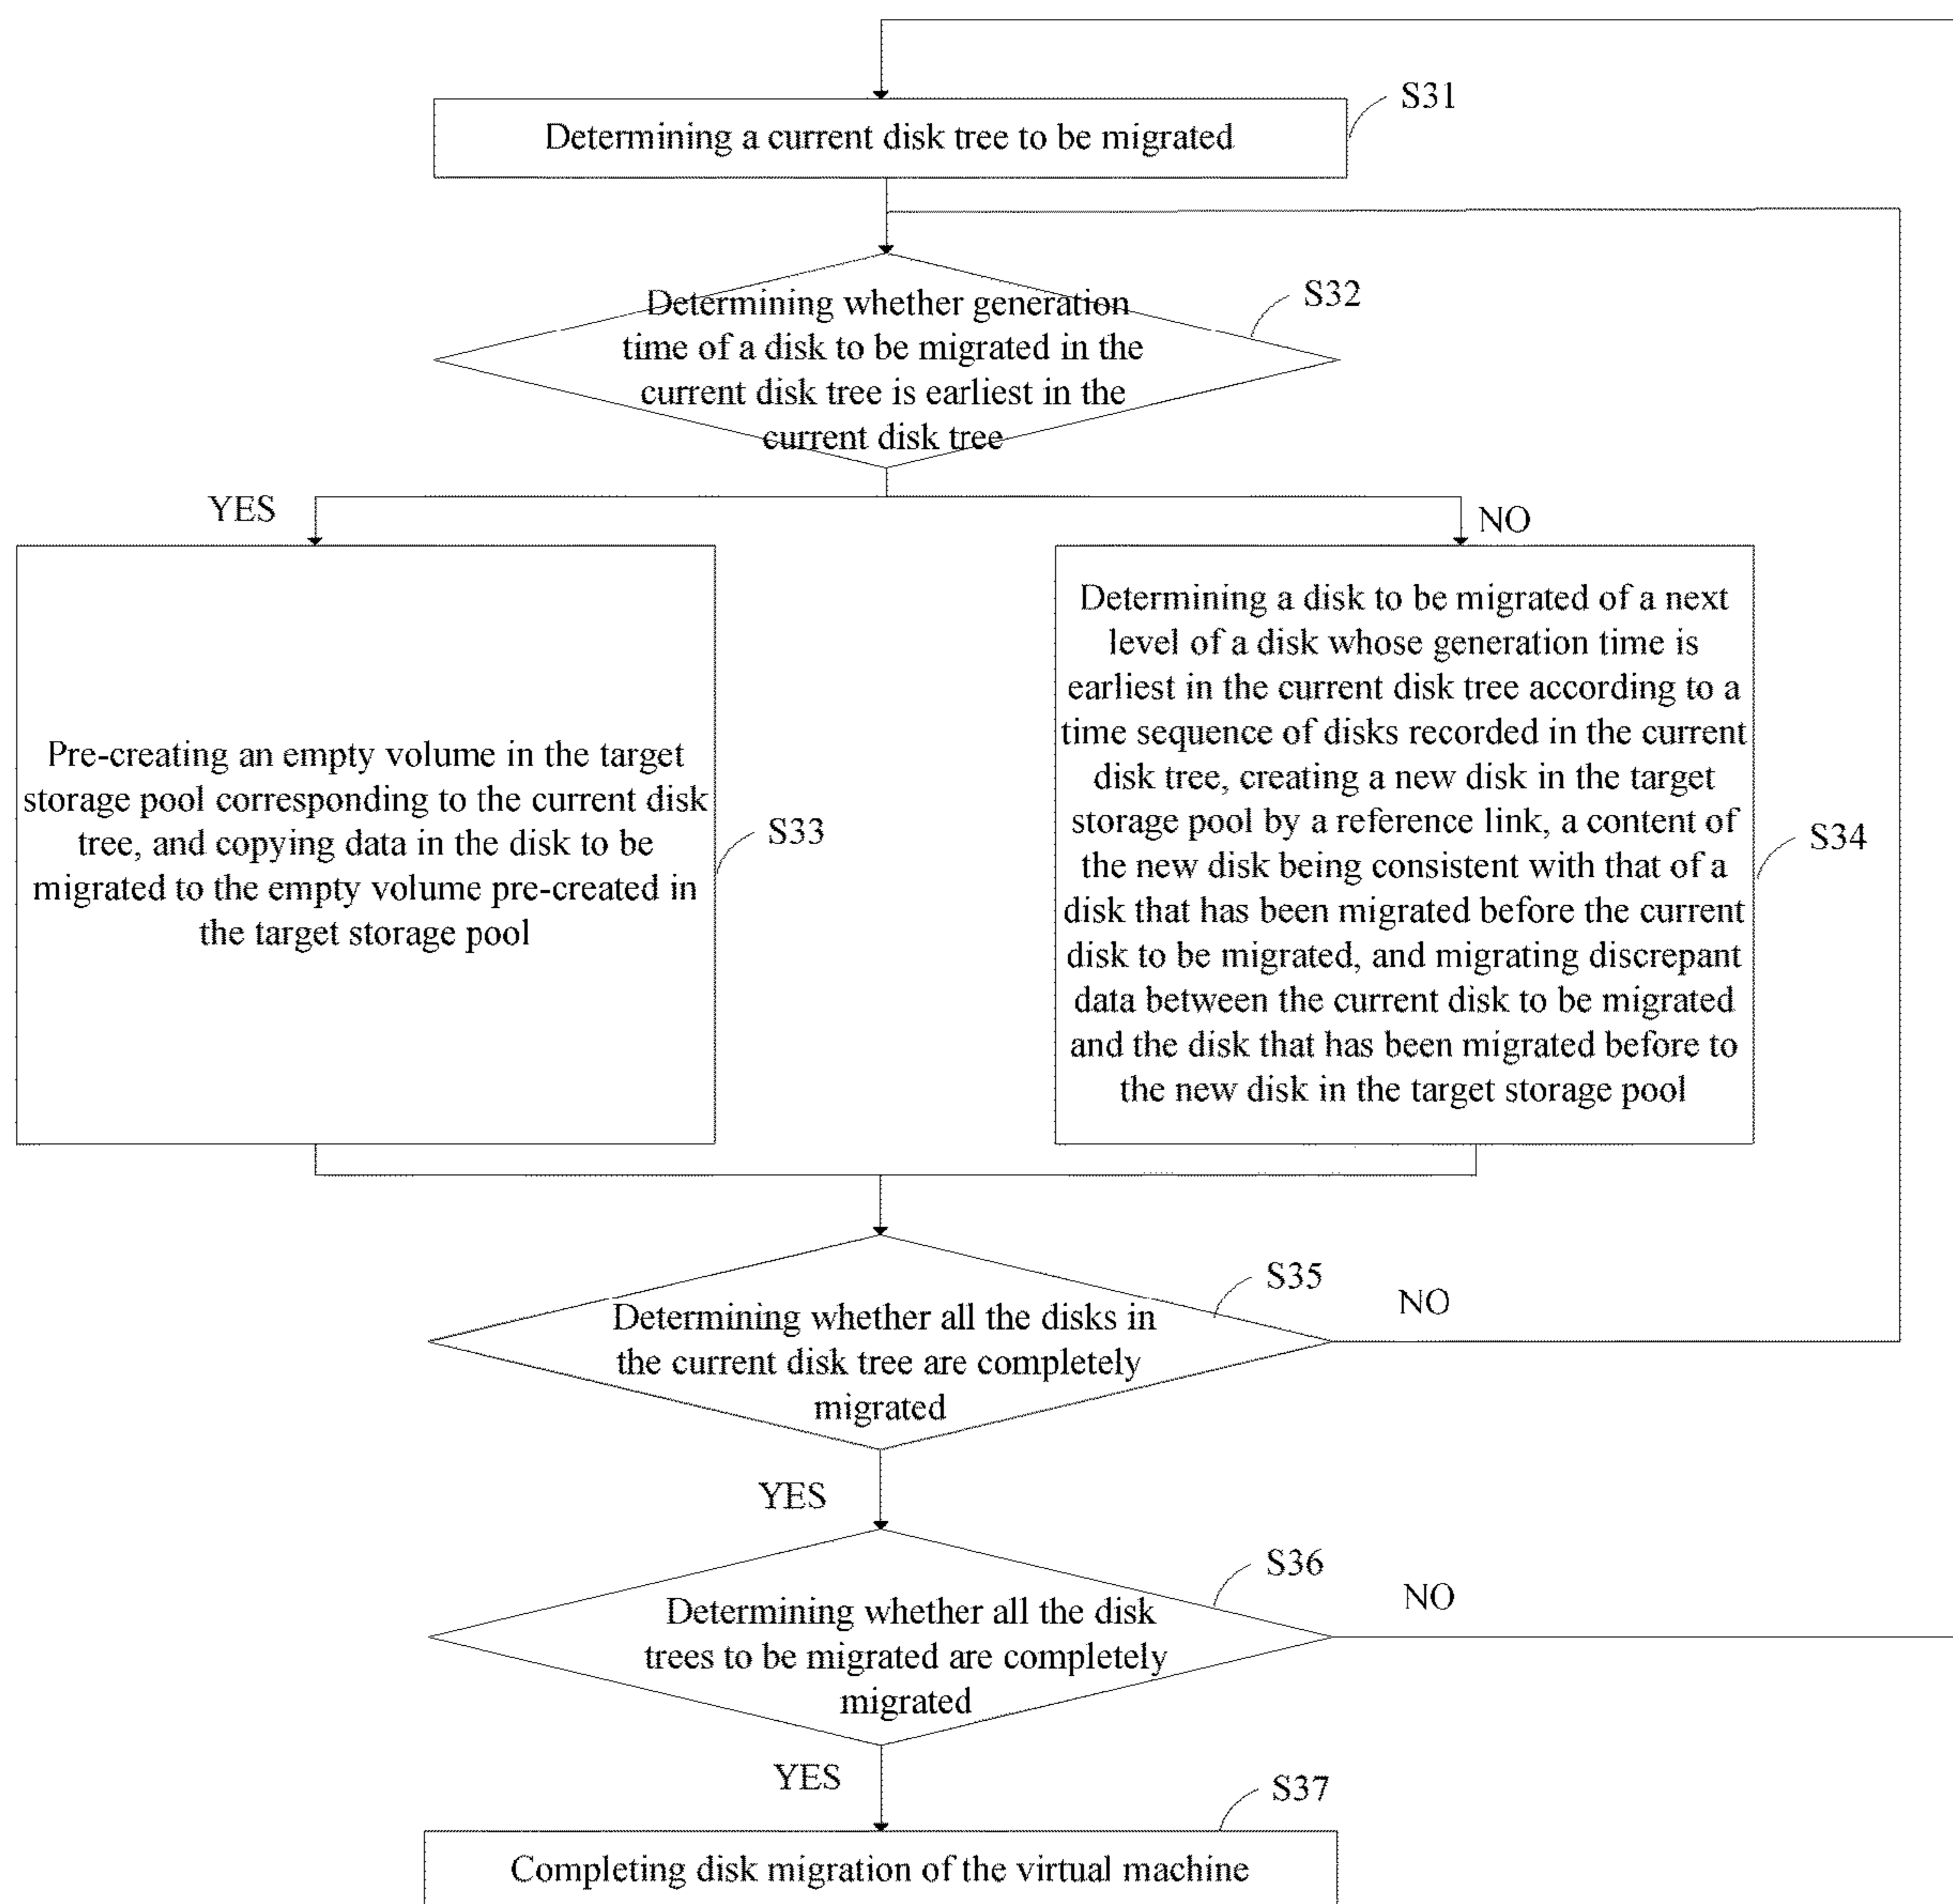 S31
Determining a current disk tree to be migrated
S32
Determining whether generation
time of a disk to be migrated in the
current disk tree is earliest in the
current disk tree
YES
NO
Pre-creating an empty volume in the target
storage pool corresponding to the current disk
tree, and copying data in the disk to be
migrated to the empty volume pre-created in
the target storage pool
S33
Determining a disk to be migrated of a next
level of a disk whose generation time is
earliest in the current disk tree according to a
time sequence of disks recorded in the current
disk tree, creating a new disk in the target
storage pool by a reference link, a content of
the new disk being consistent with that of a
disk that has been migrated before the current
disk to be migrated, and migrating discrepant
data between the current disk to be migrated
and the disk that has been migrated before to
the new disk in the target storage pool
S34
S35
Determining whether all the disks in
the current disk tree are completely
migrated
NO
YES
S36
Determining whether all the disk
trees to be migrated are completely
migrated
NO
YES
S37
Completing disk migration of the virtual machine